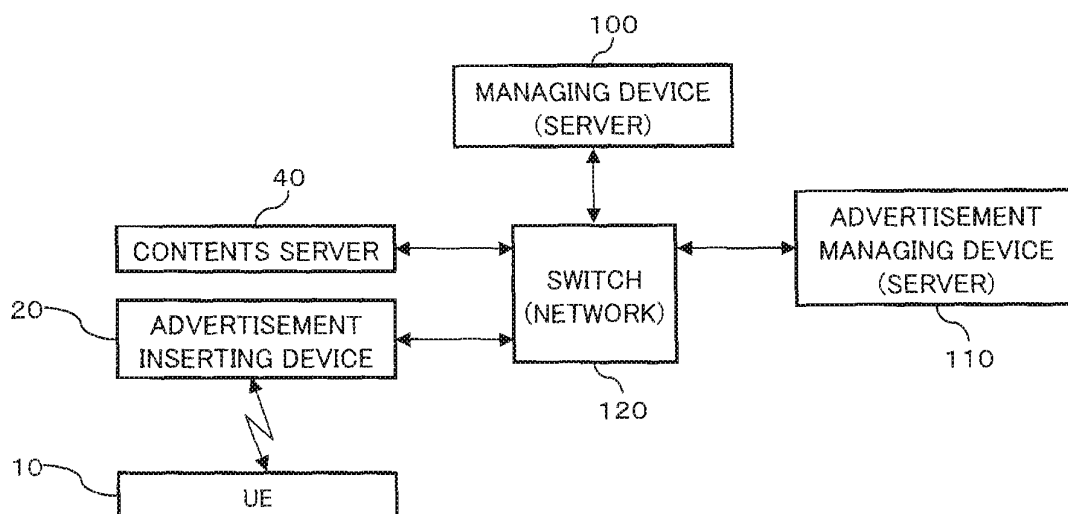 100
MANAGING DEVICE
(SERVER)
40
CONTENTS SERVER
ADVERTISEMENT
MANAGING DEVICE
(SERVER)
110
SWITCH
(NETWORK)
120
20
ADVERTISEMENT
INSERTING DEVICE
10
UE